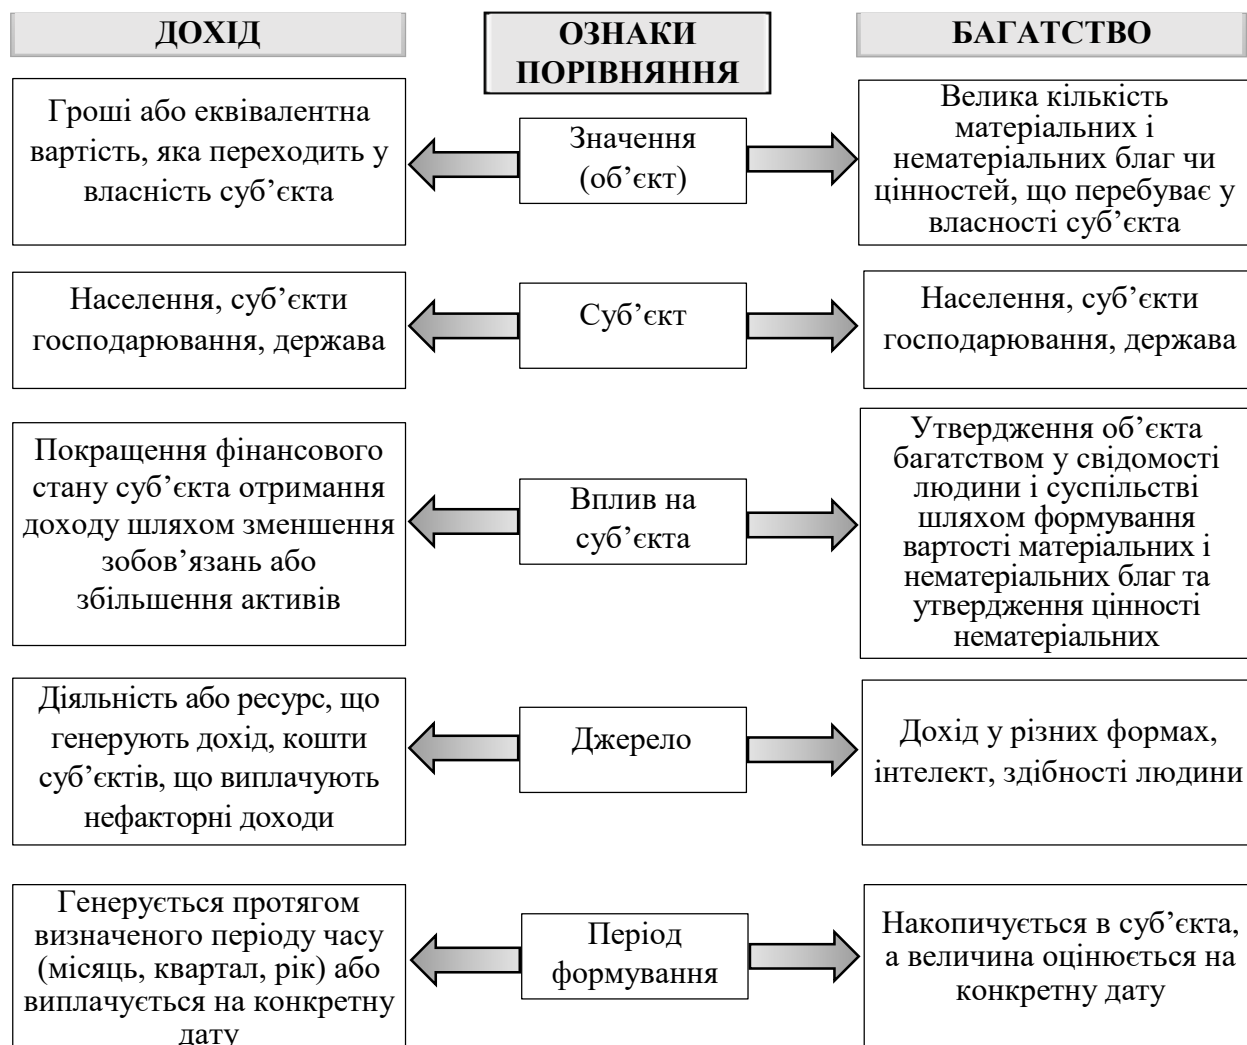 ДОХІД
ОЗНАКИ
ПОРІВНЯННЯ
БАГАТСТВО
Гроші або еквівалентна
вартість, яка переходить у
власність суб’єкта
Значення
(об’єкт)
Велика кількість
матеріальних і
нематеріальних благ чи
цінностей, що перебуває у
власності суб’єкта
Населення, суб’єкти
господарювання, держава
Суб’єкт
Населення, суб’єкти
господарювання, держава
Покращення фінансового
стану суб’єкта отримання
доходу шляхом зменшення
зобов’язань або
збільшення активів
Вплив на
суб’єкта
Утвердження об’єкта
багатством у свідомості
людини і суспільстві
шляхом формування
вартості матеріальних і
нематеріальних благ та
утвердження цінності
нематеріальних
Діяльність або ресурс, що
генерують дохід, кошти
суб’єктів, що виплачують
нефакторні доходи
Джерело
Дохід у різних формах,
інтелект, здібності людини
Генерується протягом
визначеного періоду часу
(місяць, квартал, рік) або
виплачується на конкретну
дату
Період
формування
Накопичується в суб’єкта,
а величина оцінюється на
конкретну дату